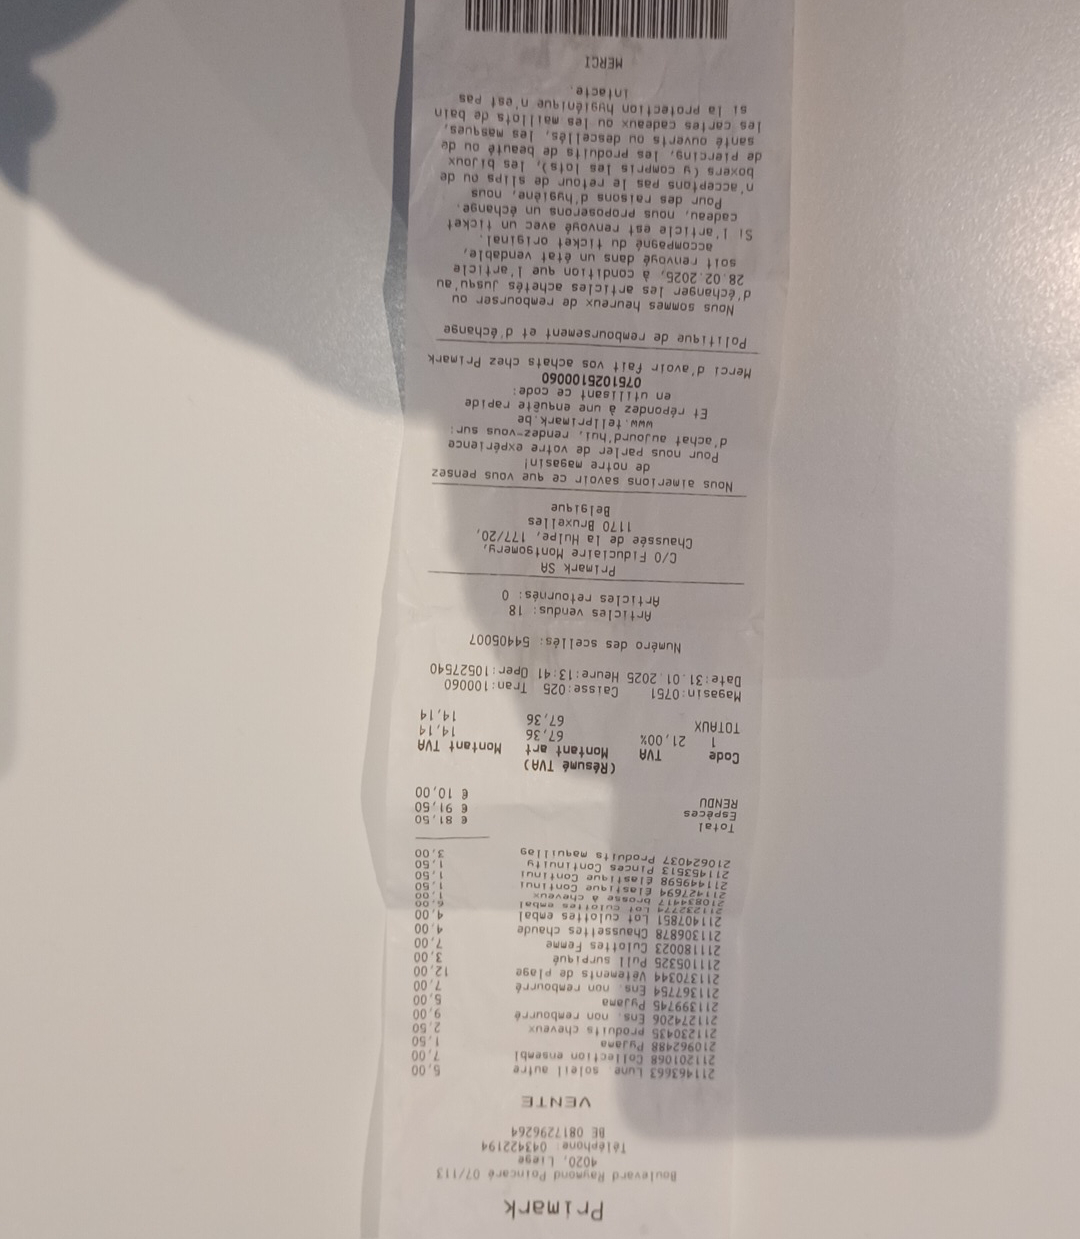 Primark
Boulevard Raymond Poincaré 07/113
4020, Liege
Téléphone: 043422194
BE 0817296264
VENTE
211463663 Lune. soleil autre 5,00
211201068 Collection ensembl 7,00
210962488 Pyjama 1,50
211230435 produits cheveux 2,50
211274206 Ens. non rembourré 9,00
211399745 Pyjama 5,00
211367754 Ens. non rembourré 7,00
211370344 Vêtements de plage 12,00
211105325 Pull surpiqué 3,00
211180023 Culottes Femme 7,00
211306878 Chaussettes chaude 4,00
211407851 Lot culottes embal 4,00
211232774 Lot culottes embal 6,00
210834417 brosse à cheveux 1,00
211427694 Élastique Continui 1,50
211449598 Élastique Continui 1,50
211453513 Pinces Continuity 1,50
210624037 Produits maquillag 3,00
Total € 81,50
Espèces € 91,50
RENDU € 10,00
(Résumé TVA)
Code TVA Montant art Montant TVA
1 21,00% 67,36 14,14
TOTAUX 67,36 14,14
Magasin:0751 Caisse:025 Tran:100060
Date:31.01.2025 Heure:13:41 Oper:10527540
Numéro des scellés: 54405007
Articles vendus: 18
Articles retournés: 0
Primark SA
C/O Fiduciaire Montgomery,
Chaussée de la Hulpe, 177/20,
1170 Bruxelles
Belgique
Nous aimerions savoir ce que vous pensez
de notre magasin!
Pour nous parler de votre expérience
d'achat aujourd'hui, rendez-vous sur:
www.tellprimark.be
Et répondez à une enquête rapide
en utilisant ce code:
0751025100060
Merci d'avoir fait vos achats chez Primark
Politique de remboursement et d'échange
Nous sommes heureux de rembourser ou
d'échanger les articles achetés jusqu'au
28.02.2025, à condition que l'article
soit renvoyé dans un état vendable,
accompagné du ticket original.
Si l'article est renvoyé avec un ticket
cadeau, nous proposerons un échange.
Pour des raisons d'hygiène, nous
n'acceptons pas le retour de slips ou de
boxers (y compris les lots), les bijoux
de piercing, les produits de beauté ou de
santé ouverts ou descellés, les masques,
les cartes cadeaux ou les maillots de bain
si la protection hygiénique n'est pas
intacte.
MERCI